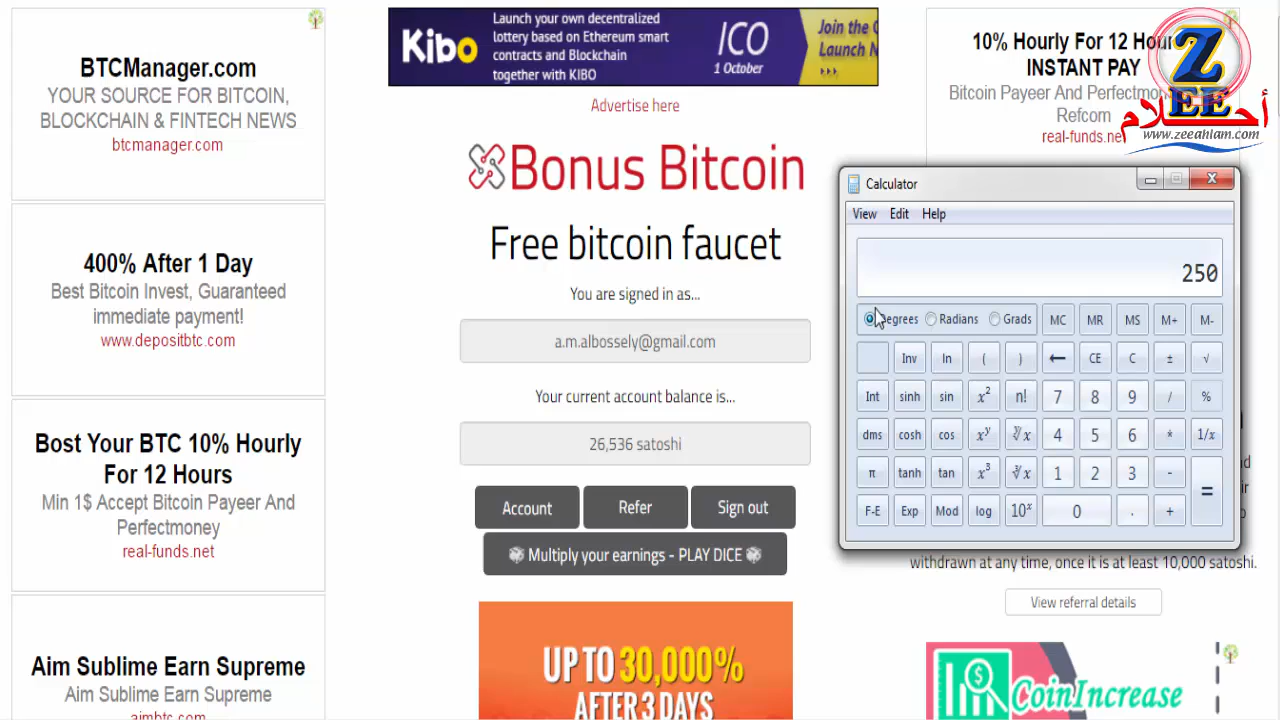 BTCManager.com
YOUR SOURCE FOR BITCOIN,
BLOCKCHAIN & FINTECH NEWS
btcmanager.com
400% After 1 Day
Best Bitcoin Invest, Guaranteed
immediate payment!
www.depositbtc.com
Bost Your BTC 10% Hourly
For 12 Hours
Min 1$ Accept Bitcoin Payeer And
Perfectmoney
real-funds.net
Aim Sublime Earn Supreme
Aim Sublime Earn Supreme
aimbtc.com
Kibo
Launch your own decentralized
lottery based on Ethereum smart
contracts and Blockchain
together with KIBO
ICO
1 October
Join the
Launch
Advertise here
Bonus Bitcoin
Free bitcoin faucet
You are signed in as...
a.m.albossely@gmail.com
Your current account balance is...
26,536 satoshi
Account Refer Sign out
Multiply your earnings - PLAY DICE
UP TO 30,000%
AFTER 3 DAYS
10% Hourly For 12 Hour
INSTANT PAY
Bitcoin Payeer And Perfectmo
Refcom
real-funds.ne
Z
ZEE
أحلام
www.zeeahlam.com
Calculator
View Edit Help
250
Degrees Radians Grads MC MR MS M+ M-
Inv ln ( ) ← CE C ± √
Int sinh sin x² n! 7 8 9 / %
dms cosh cos xʸ ʸ√x 4 5 6 * 1/x
π tanh tan x³ ³√x 1 2 3 - =
F-E Exp Mod log 10ˣ 0 . +
withdrawn at any time, once it is at least 10,000 satoshi.
View referral details
CoinIncrease